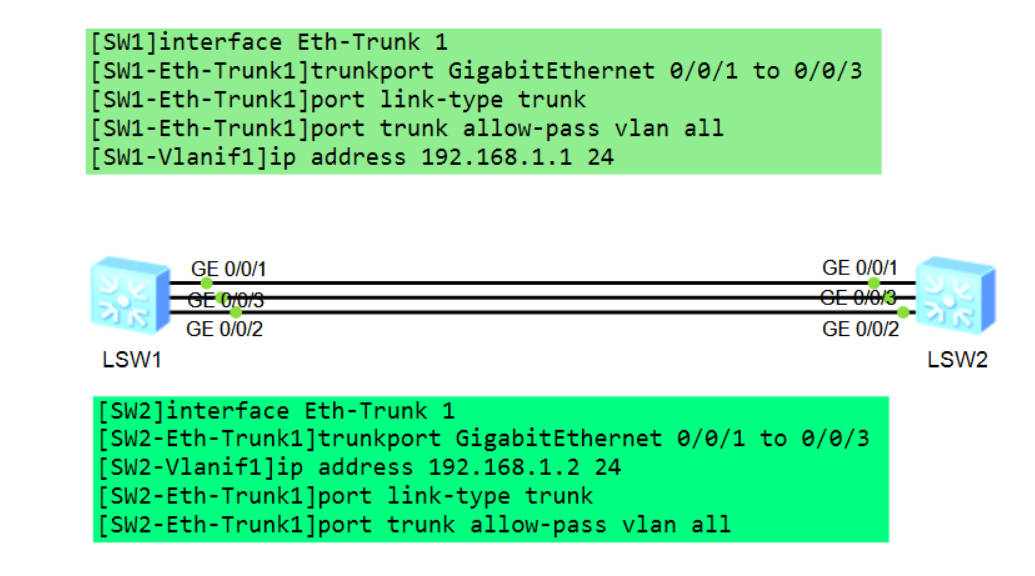 [SW1]interface Eth-Trunk 1
[SW1-Eth-Trunk1]trunkport GigabitEthernet 0/0/1 to 0/0/3
[SW1-Eth-Trunk1]port link-type trunk
[SW1-Eth-Trunk1]port trunk allow-pass vlan all
[SW1-Vlanif1]ip address 192.168.1.1 24
GE 0/0/1
GE 0/0/1
GE 0/0/3
GE 0/0/3
GE 0/0/2
GE 0/0/2
LSW1
LSW2
[SW2]interface Eth-Trunk 1
[SW2-Eth-Trunk1]trunkport GigabitEthernet 0/0/1 to 0/0/3
[SW2-Vlanif1]ip address 192.168.1.2 24
[SW2-Eth-Trunk1]port link-type trunk
[SW2-Eth-Trunk1]port trunk allow-pass vlan all